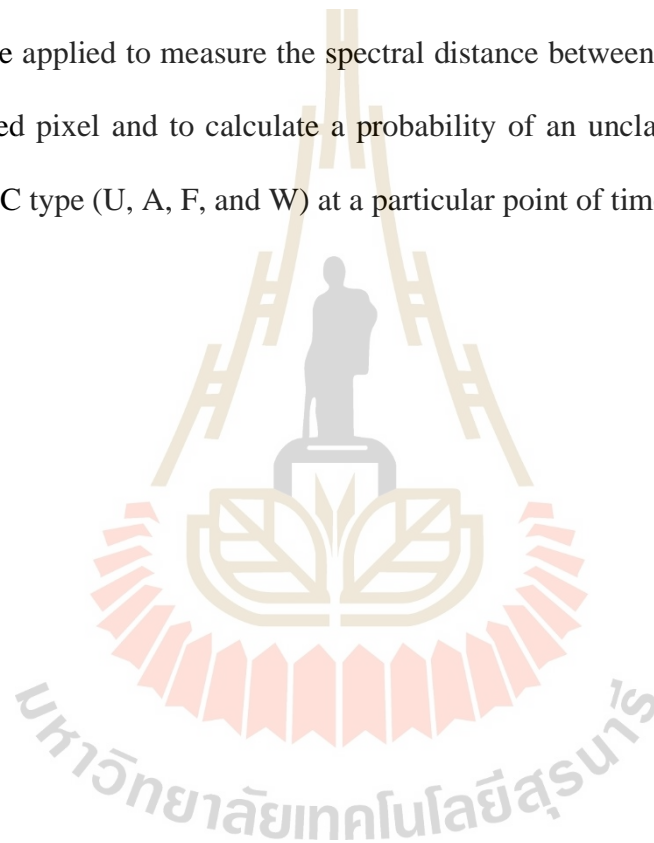 e applied to measure the spectral distance between
ed pixel and to calculate a probability of an uncla
C type (U, A, F, and W) at a particular point of tim
มหาวิทยาลัยเทคโนโลยีสุรนารี